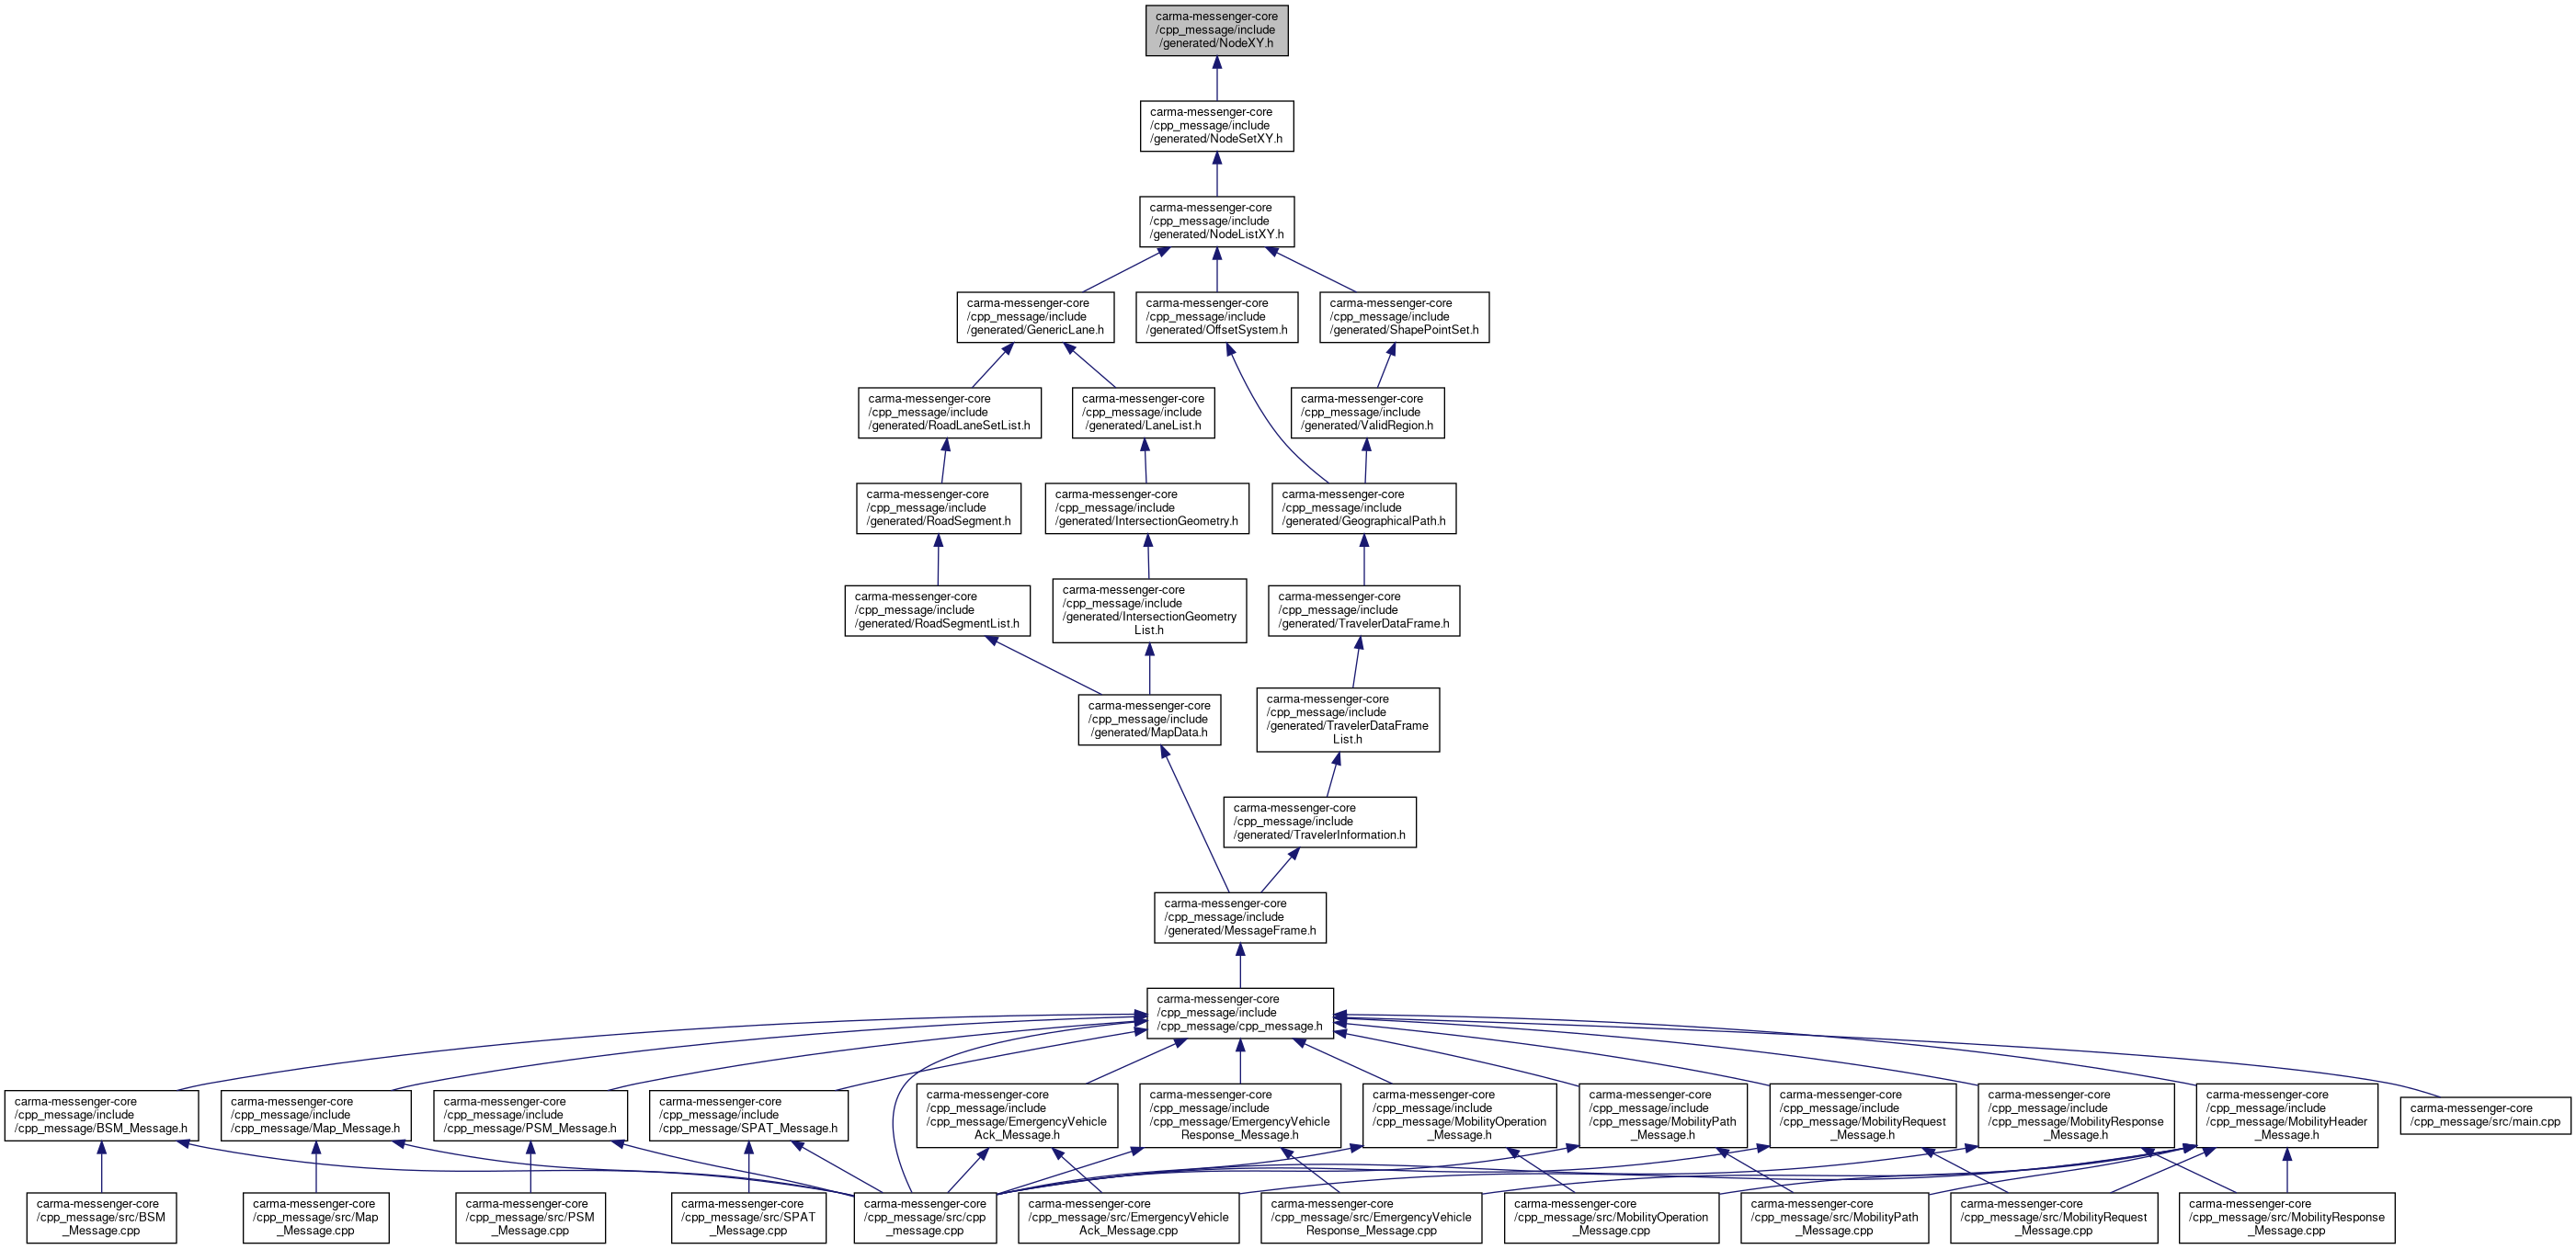 carma-messenger-core
/cpp_message/include
/generated/NodeXY.h
carma-messenger-core
/cpp_message/include
/generated/NodeSetXY.h
carma-messenger-core
/cpp_message/include
/generated/NodeListXY.h
carma-messenger-core
/cpp_message/include
/generated/GenericLane.h
carma-messenger-core
/cpp_message/include
/generated/OffsetSystem.h
carma-messenger-core
/cpp_message/include
/generated/ShapePointSet.h
carma-messenger-core
/cpp_message/include
/generated/RoadLaneSetList.h
carma-messenger-core
/cpp_message/include
/generated/LaneList.h
carma-messenger-core
/cpp_message/include
/generated/ValidRegion.h
carma-messenger-core
/cpp_message/include
/generated/RoadSegment.h
carma-messenger-core
/cpp_message/include
/generated/IntersectionGeometry.h
carma-messenger-core
/cpp_message/include
/generated/GeographicalPath.h
carma-messenger-core
/cpp_message/include
/generated/RoadSegmentList.h
carma-messenger-core
/cpp_message/include
/generated/IntersectionGeometry
List.h
carma-messenger-core
/cpp_message/include
/generated/TravelerDataFrame.h
carma-messenger-core
/cpp_message/include
/generated/MapData.h
carma-messenger-core
/cpp_message/include
/generated/TravelerDataFrame
List.h
carma-messenger-core
/cpp_message/include
/generated/TravelerInformation.h
carma-messenger-core
/cpp_message/include
/generated/MessageFrame.h
carma-messenger-core
/cpp_message/include
/cpp_message/cpp_message.h
carma-messenger-core
/cpp_message/include
/cpp_message/BSM_Message.h
carma-messenger-core
/cpp_message/include
/cpp_message/Map_Message.h
carma-messenger-core
/cpp_message/include
/cpp_message/PSM_Message.h
carma-messenger-core
/cpp_message/include
/cpp_message/SPAT_Message.h
carma-messenger-core
/cpp_message/include
/cpp_message/EmergencyVehicle
Ack_Message.h
carma-messenger-core
/cpp_message/include
/cpp_message/EmergencyVehicle
Response_Message.h
carma-messenger-core
/cpp_message/include
/cpp_message/MobilityOperation
_Message.h
carma-messenger-core
/cpp_message/include
/cpp_message/MobilityPath
_Message.h
carma-messenger-core
/cpp_message/include
/cpp_message/MobilityRequest
_Message.h
carma-messenger-core
/cpp_message/include
/cpp_message/MobilityResponse
_Message.h
carma-messenger-core
/cpp_message/include
/cpp_message/MobilityHeader
_Message.h
carma-messenger-core
/cpp_message/src/main.cpp
carma-messenger-core
/cpp_message/src/BSM
_Message.cpp
carma-messenger-core
/cpp_message/src/Map
_Message.cpp
carma-messenger-core
/cpp_message/src/PSM
_Message.cpp
carma-messenger-core
/cpp_message/src/SPAT
_Message.cpp
carma-messenger-core
/cpp_message/src/cpp
_message.cpp
carma-messenger-core
/cpp_message/src/EmergencyVehicle
Ack_Message.cpp
carma-messenger-core
/cpp_message/src/EmergencyVehicle
Response_Message.cpp
carma-messenger-core
/cpp_message/src/MobilityOperation
_Message.cpp
carma-messenger-core
/cpp_message/src/MobilityPath
_Message.cpp
carma-messenger-core
/cpp_message/src/MobilityRequest
_Message.cpp
carma-messenger-core
/cpp_message/src/MobilityResponse
_Message.cpp